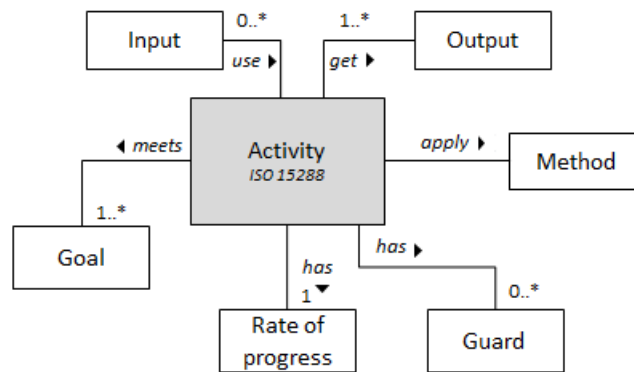 0..*
1..*
Input
Output
use ▶
get ▶
◀ meets
Activity
ISO 15288
apply ▶
Method
1..*
Goal
has ▶
has
1 ▼
0..*
Rate of
progress
Guard